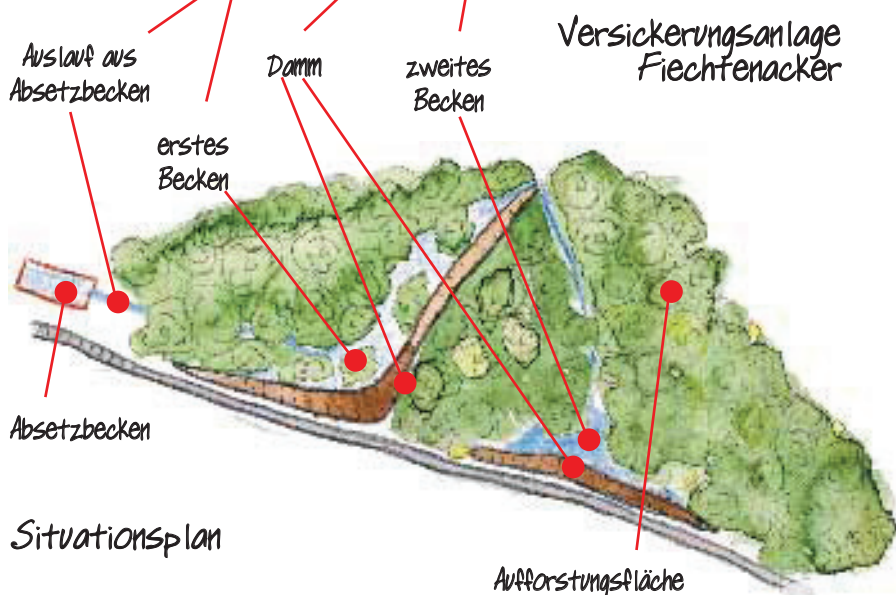 Versickerungsanlage
Fiechtenacker
Auslauf aus
Absetzbecken
Damm
zweites
Becken
erstes
Becken
Absetzbecken
Situationsplan
Aufforstungsfläche